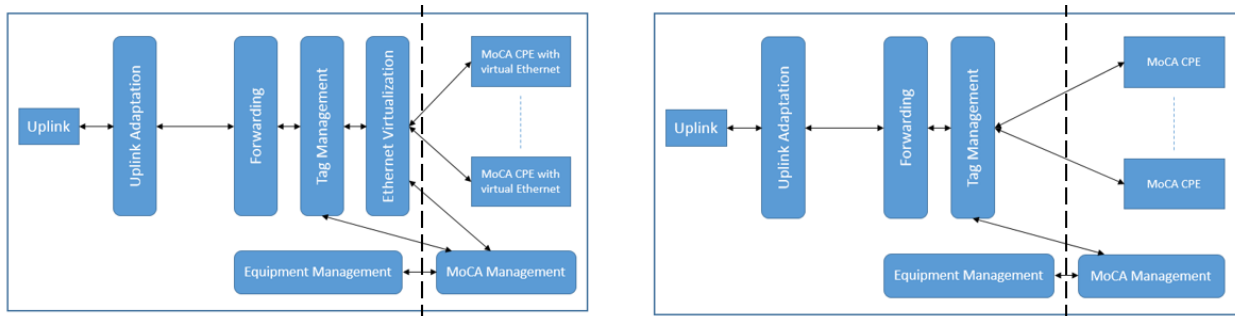 Uplink
Uplink Adaptation
Forwarding
Tag Management
Ethernet Virtualization
MoCA CPE with
virtual Ethernet
MoCA CPE with
virtual Ethernet
Equipment Management
MoCA Management
Uplink
Uplink Adaptation
Forwarding
Tag Management
MoCA CPE
MoCA CPE
Equipment Management
MoCA Management